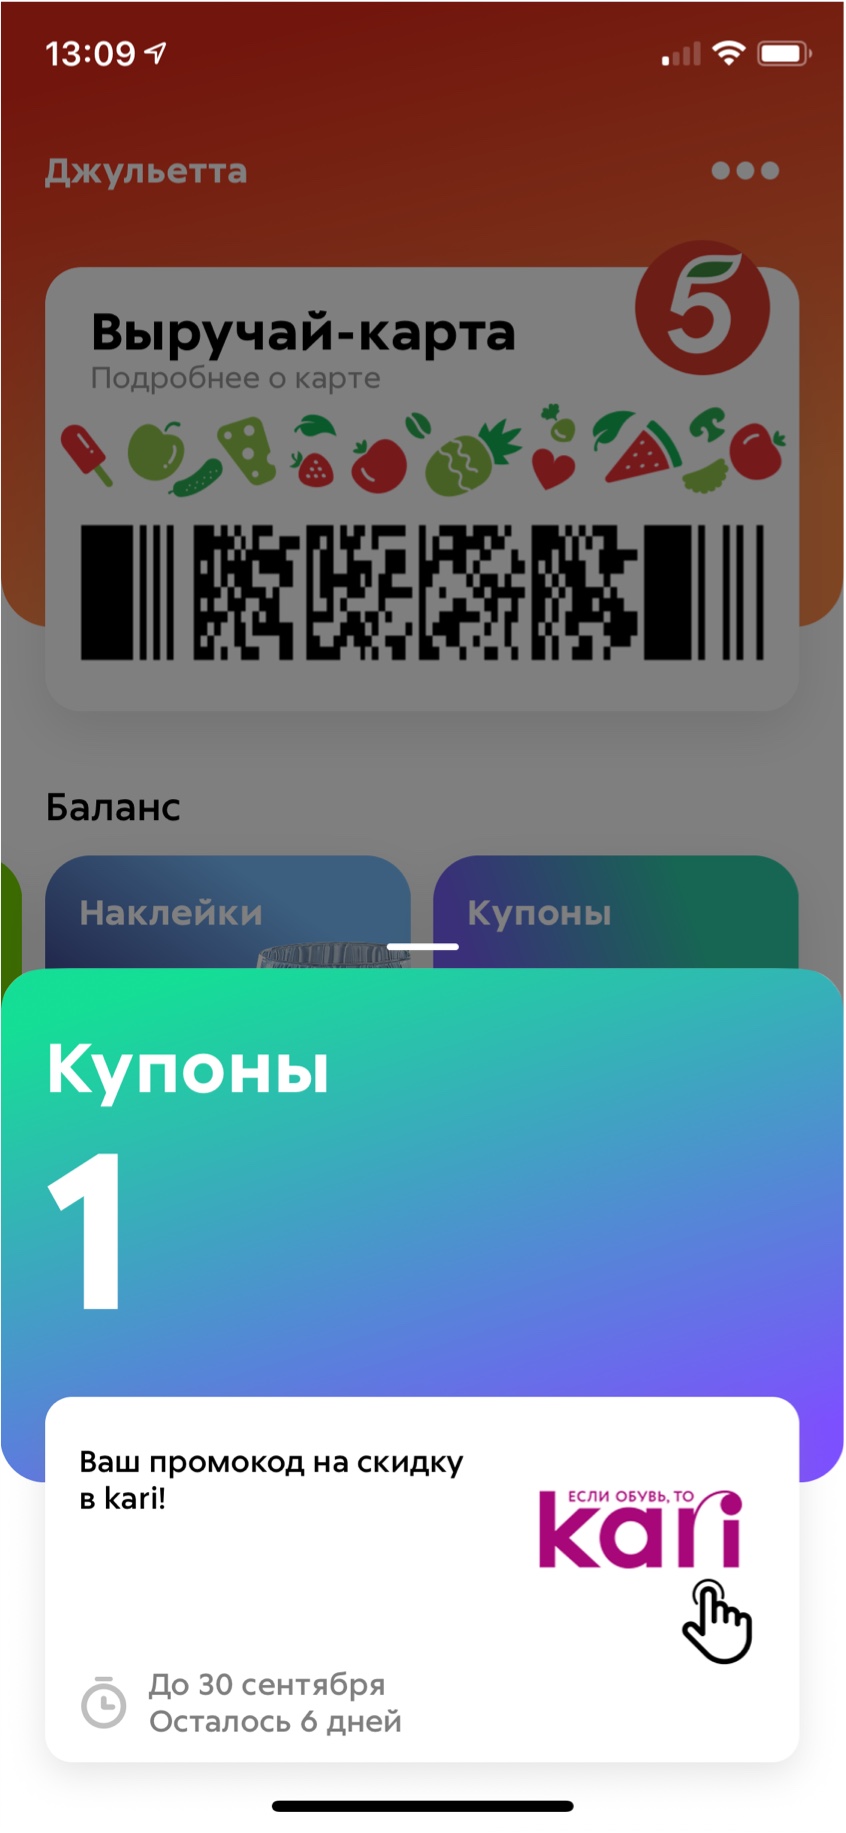 13:09
Джульетта
5
Выручай-карта
Подробнее о карте
Баланс
Наклейки
Купоны
Купоны
1
Ваш промокод на скидку
в kari!
ЕСЛИ ОБУВЬ, ТО
kari
До 30 сентября
Осталось 6 дней